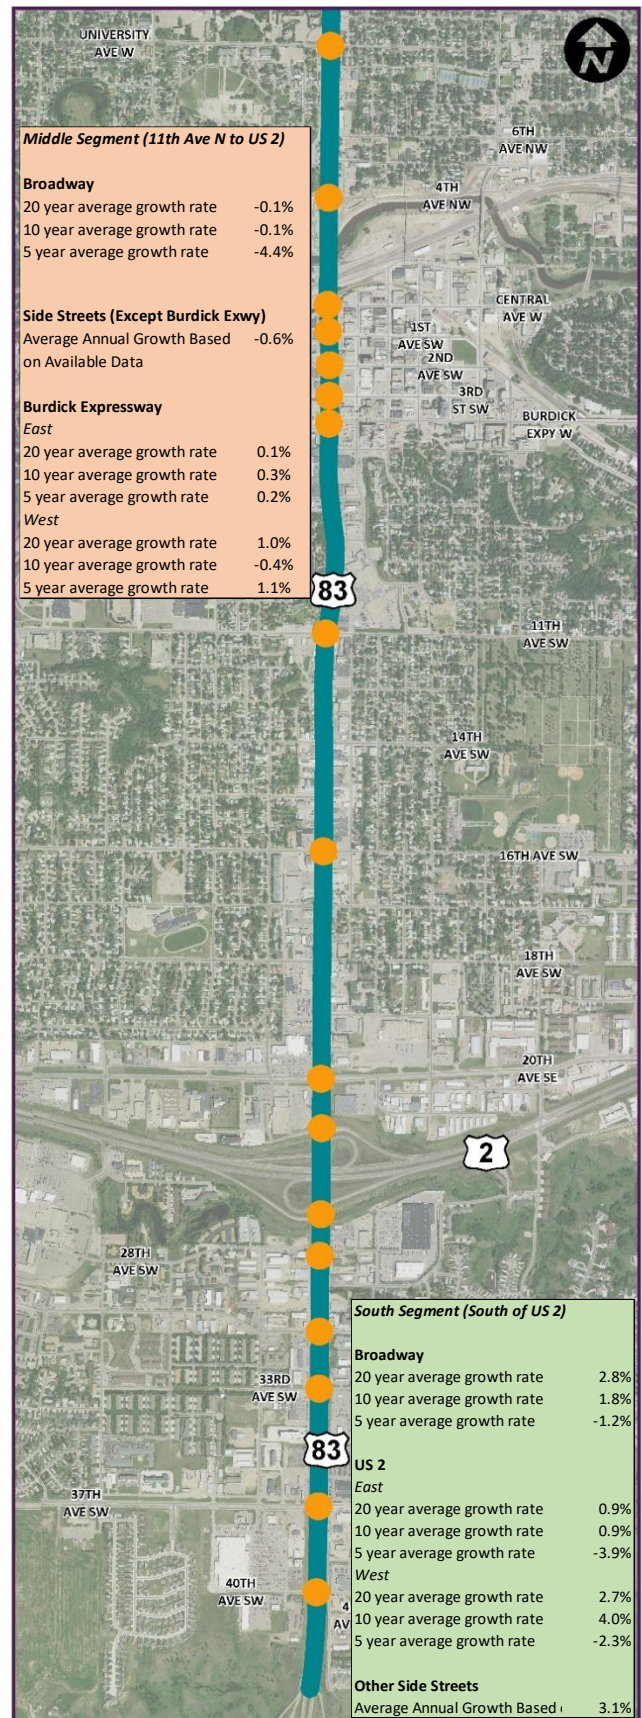 UNIVERSITY
AVE W
N
6TH
AVE NW
4TH
AVE NW
Middle Segment (11th Ave N to US 2)
Broadway
20 year average growth rate -0.1%
10 year average growth rate -0.1%
5 year average growth rate -4.4%
Side Streets (Except Burdick Exwy)
Average Annual Growth Based -0.6%
on Available Data
Burdick Expressway
East
20 year average growth rate 0.1%
10 year average growth rate 0.3%
5 year average growth rate 0.2%
West
20 year average growth rate 1.0%
10 year average growth rate -0.4%
5 year average growth rate 1.1%
CENTRAL
AVE W
1ST
AVE SW
2ND
AVE SW
3RD
ST SW
BURDICK
EXPY W
83
11TH
AVE SW
14TH
AVE SW
16TH AVE SW
18TH
AVE SW
20TH
AVE SE
2
28TH
AVE SW
33RD
AVE SW
83
37TH
AVE SW
40TH
AVE SW
4
AV
South Segment (South of US 2)
Broadway
20 year average growth rate 2.8%
10 year average growth rate 1.8%
5 year average growth rate -1.2%
US 2
East
20 year average growth rate 0.9%
10 year average growth rate 0.9%
5 year average growth rate -3.9%
West
20 year average growth rate 2.7%
10 year average growth rate 4.0%
5 year average growth rate -2.3%
Other Side Streets
Average Annual Growth Based 3.1%